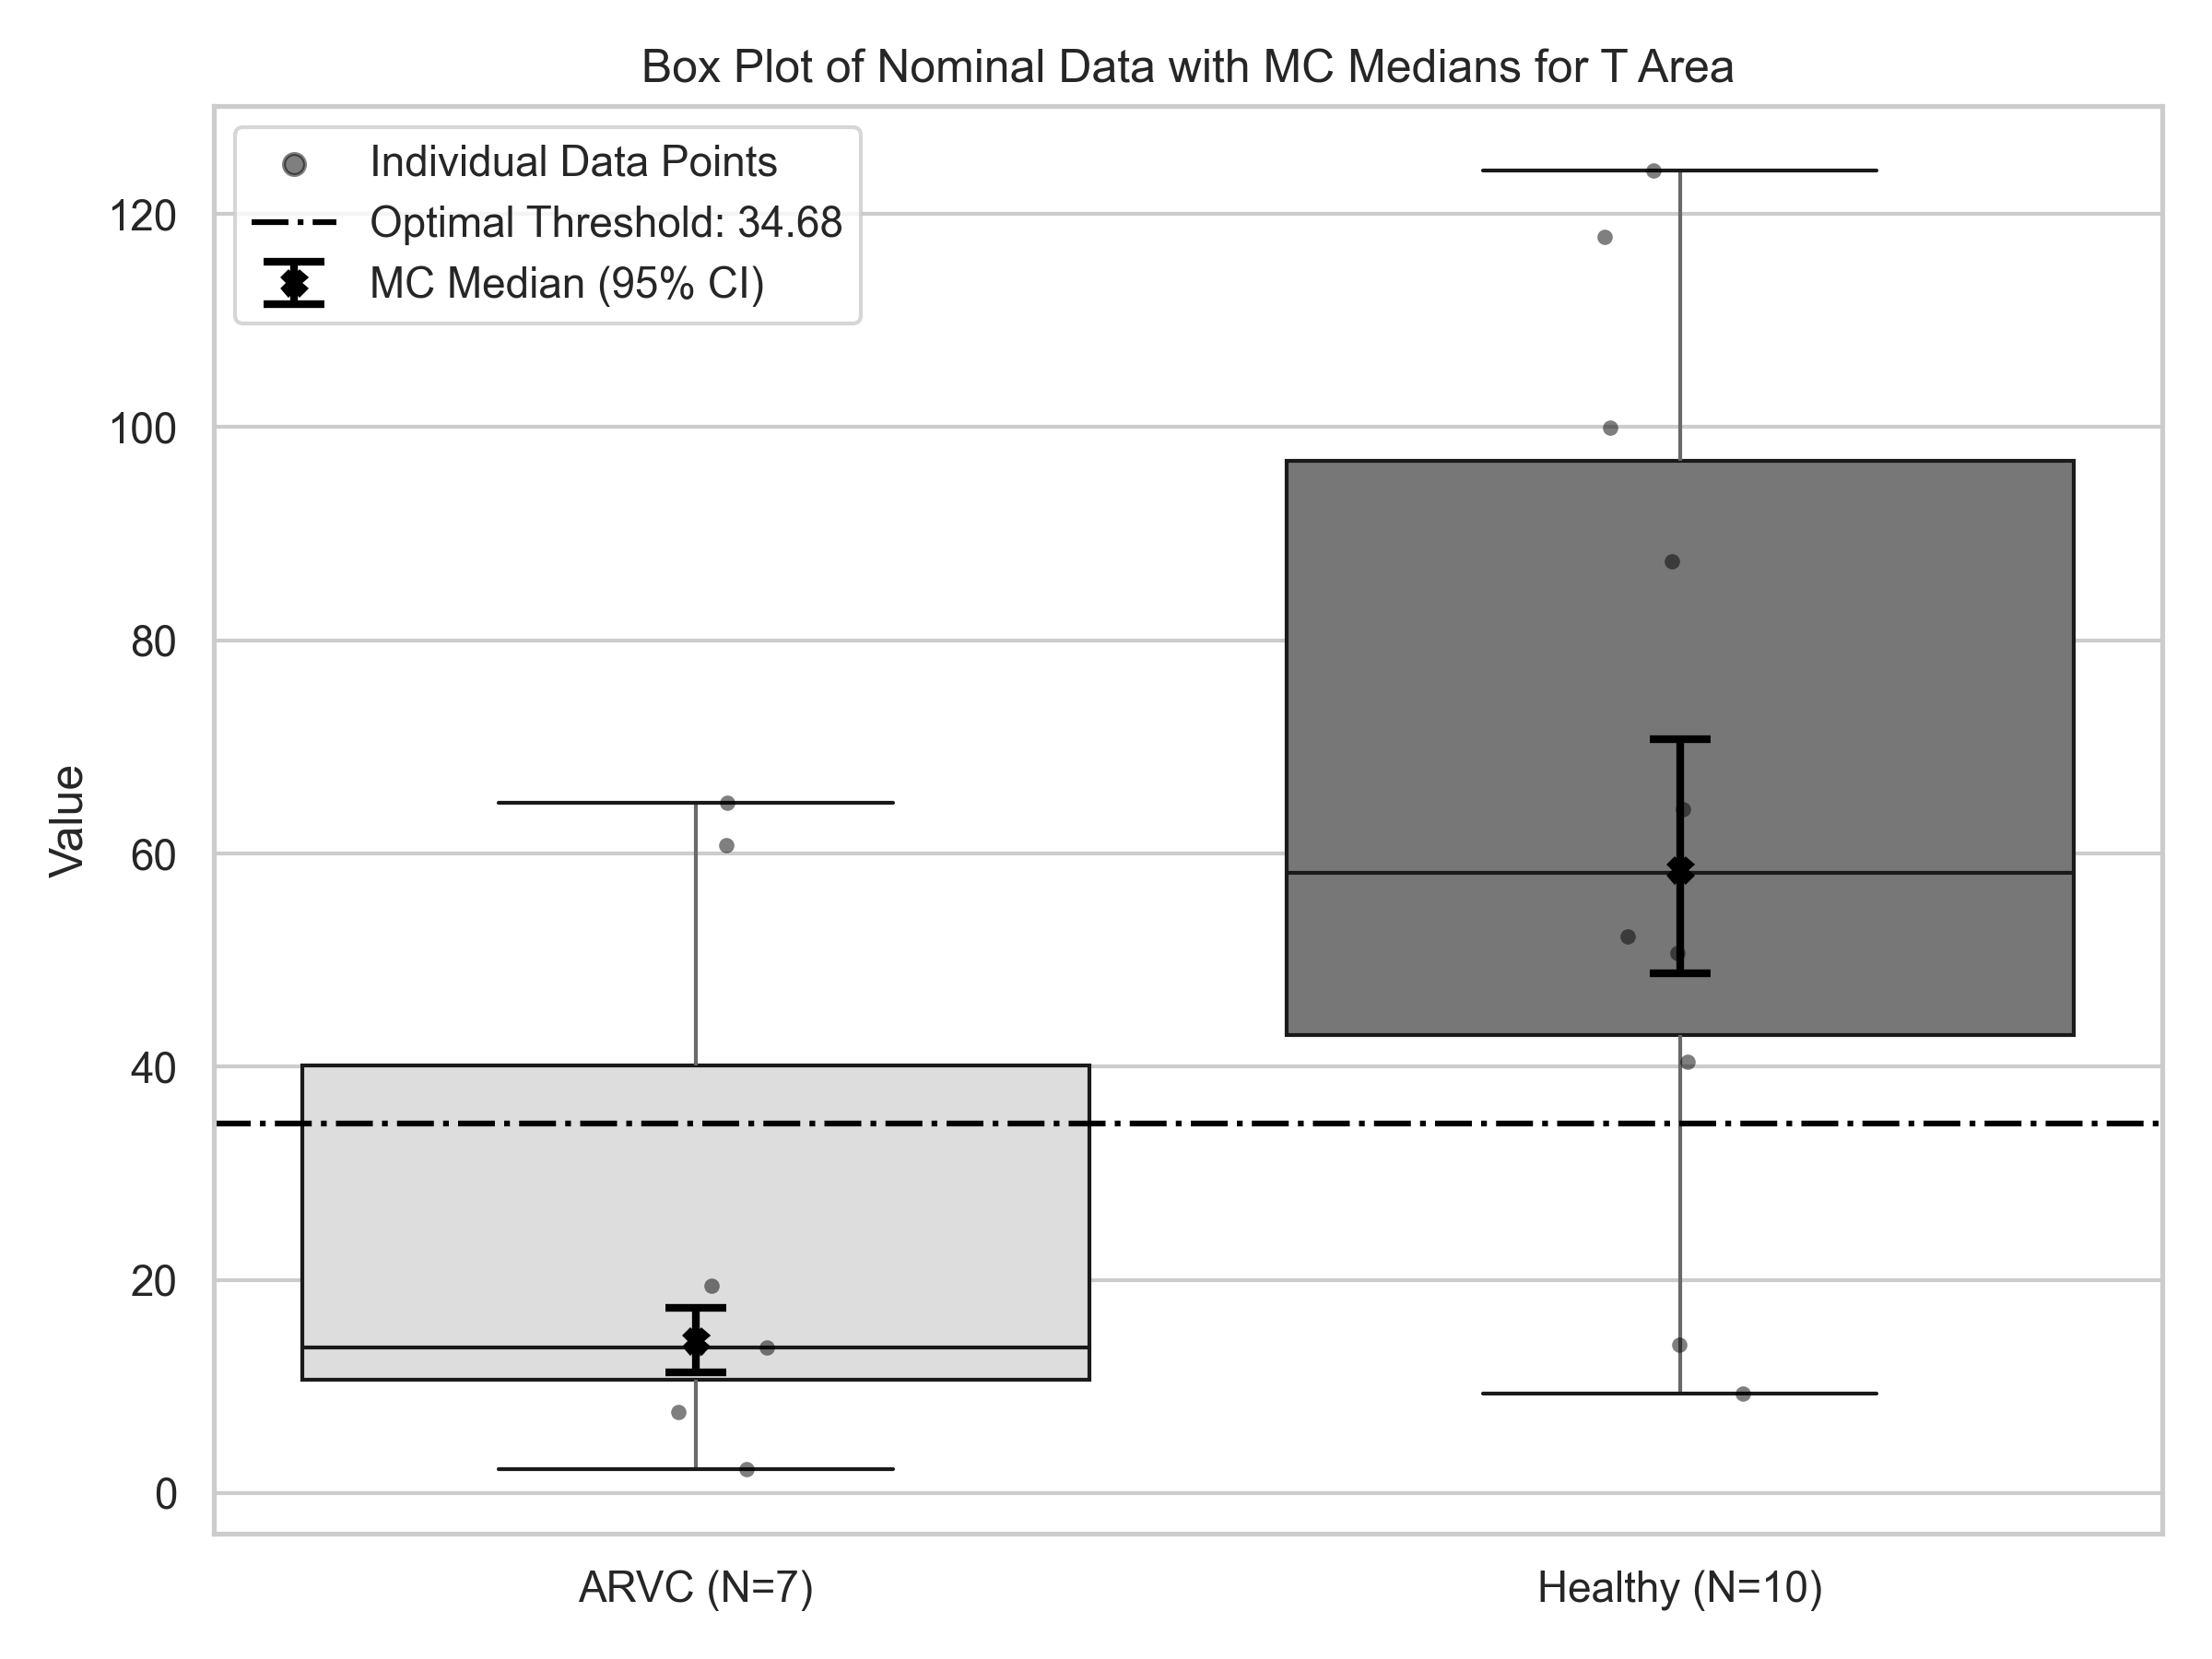 Box Plot of Nominal Data with MC Medians for T Area
Individual Data Points
Optimal Threshold: 34.68
MC Median (95% CI)
120
100
80
60
40
20
0
Value
ARVC (N=7)
Healthy (N=10)